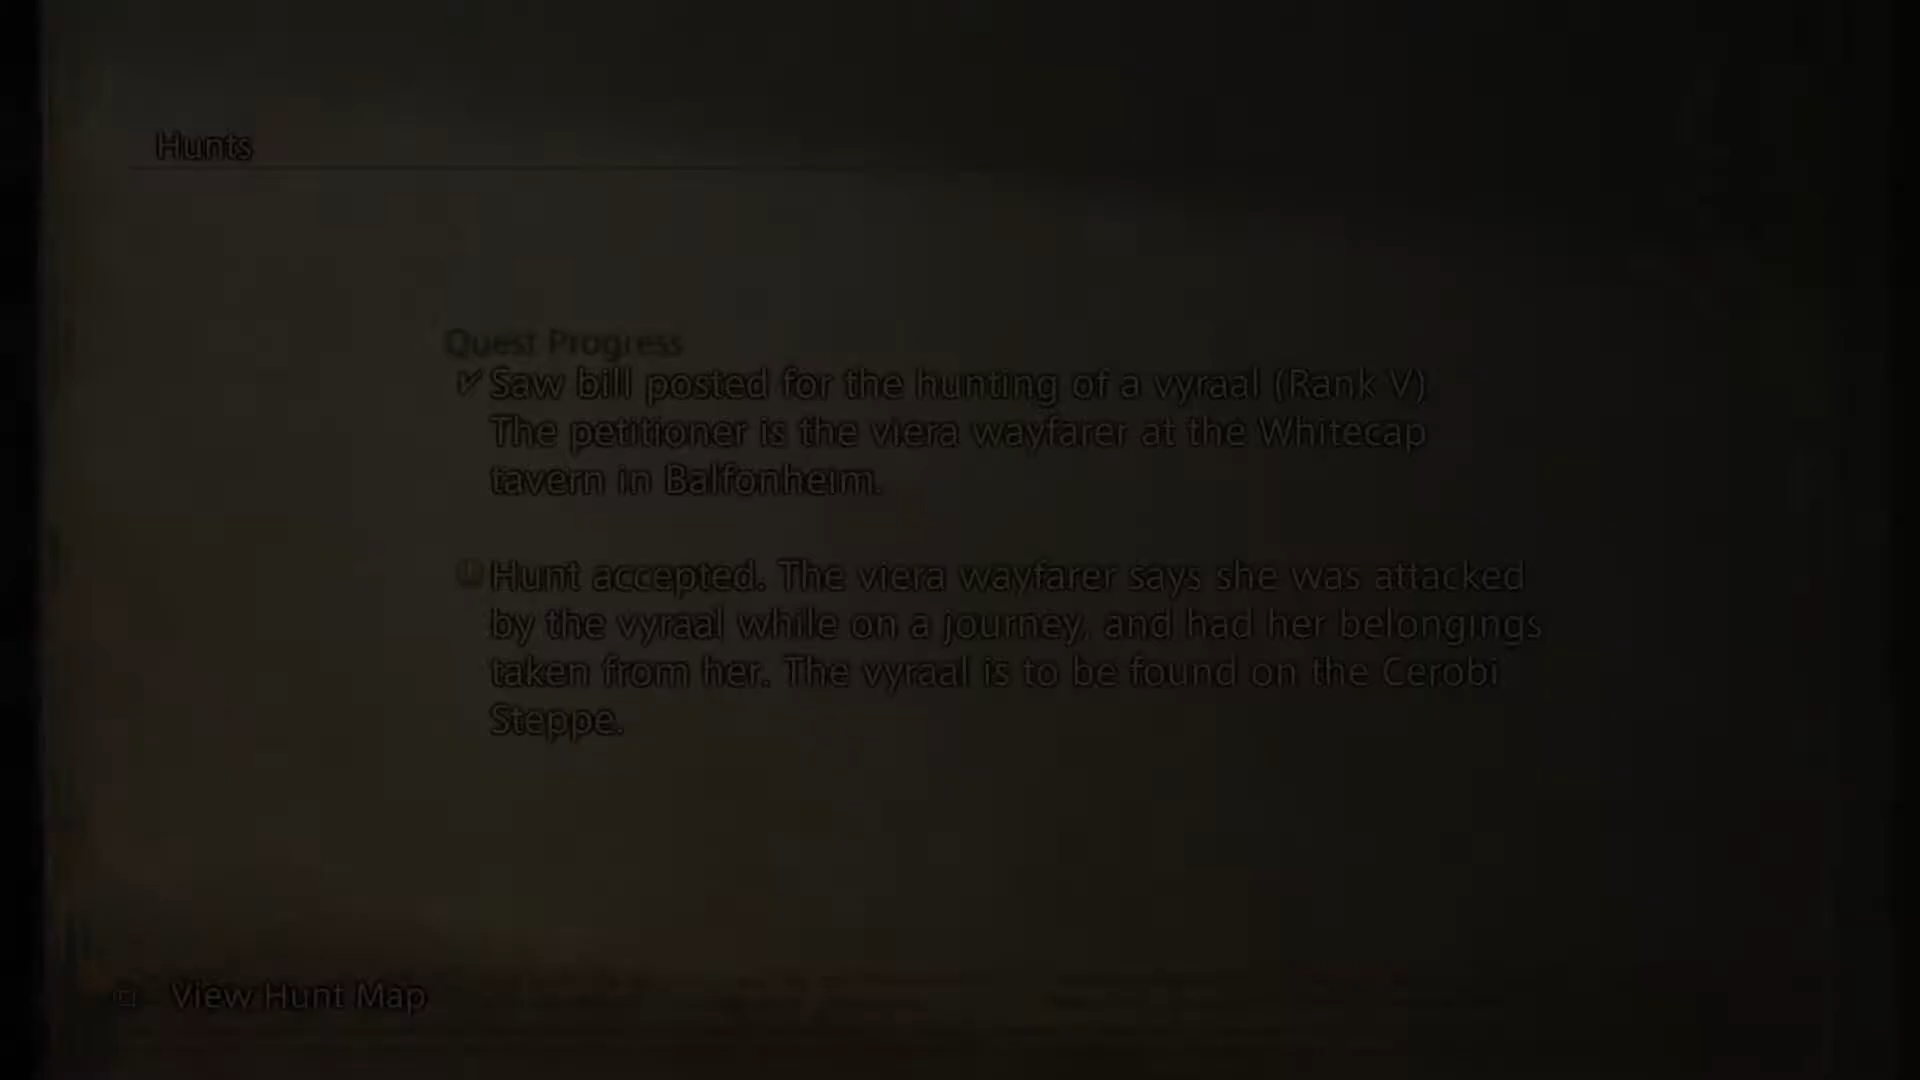 Hunts
Quest Progress
Saw bill posted for the hunting of a vyraal (Rank V)
The petitioner is the viera wayfarer at the Whitecap
tavern in Balfonheim.
Hunt accepted. The viera wayfarer says she was attacked
by the vyraal while on a journey, and had her belongings
taken from her. The vyraal is to be found on the Cerobi
Steppe.
View Hunt Map